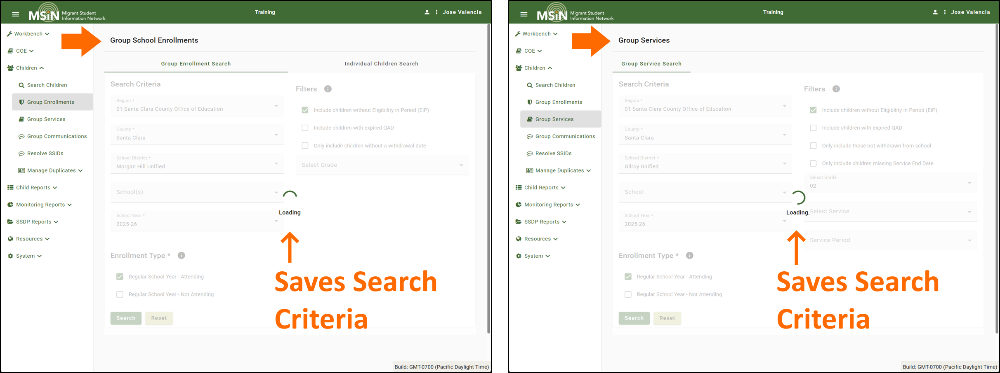 MSiN
Migrant Student
Information Network
Training
Jose Valencia
Workbench
COE
Children
Search Children
Group Enrollments
Group Services
Group Communications
Resolve SSIDs
Manage Duplicates
Child Reports
Monitoring Reports
SSDP Reports
Resources
System
Group School Enrollments
Group Enrollment Search
Individual Children Search
Search Criteria
Region *
01 Santa Clara County Office of Education
County *
Santa Clara
School District *
Morgan Hill Unified
School(s)
School Year *
2025-26
Filters
Include children without Eligibility in Period (EiP)
Include children with expired QAD
Only include children without a withdrawal date
Select Grade
Loading
Enrollment Type *
Regular School Year - Attending
Regular School Year - Not Attending
Search
Reset
Saves Search
Criteria
Build: GMT-0700 (Pacific Daylight Time)
MSiN
Migrant Student
Information Network
Training
Jose Valencia
Workbench
COE
Children
Search Children
Group Enrollments
Group Services
Group Communications
Resolve SSIDs
Manage Duplicates
Child Reports
Monitoring Reports
SSDP Reports
Resources
System
Group Services
Group Service Search
Search Criteria
Region *
01 Santa Clara County Office of Education
County *
Santa Clara
School District *
Gilroy Unified
School
School Year *
2025-26
Filters
Include children without Eligibility in Period (EiP)
Include children with expired QAD
Only include those not withdrawn from school
Only include children missing Service End Date
Select Grade
02
Loading.
Select Service
Service Period
Enrollment Type *
Regular School Year - Attending
Regular School Year - Not Attending
Search
Reset
Saves Search
Criteria
Build: GMT-0700 (Pacific Daylight Time)